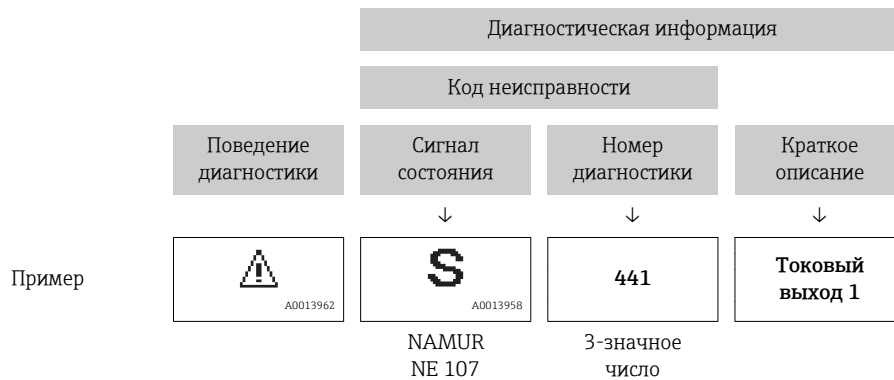 Диагностическая информация
Код неисправности
Поведение
диагностики
Сигнал
состояния
Номер
диагностики
Краткое
описание
↓ ↓ ↓
Пример
A0013962
S
A0013958
441
Токовый
выход 1
NAMUR
NE 107
3-значное
число